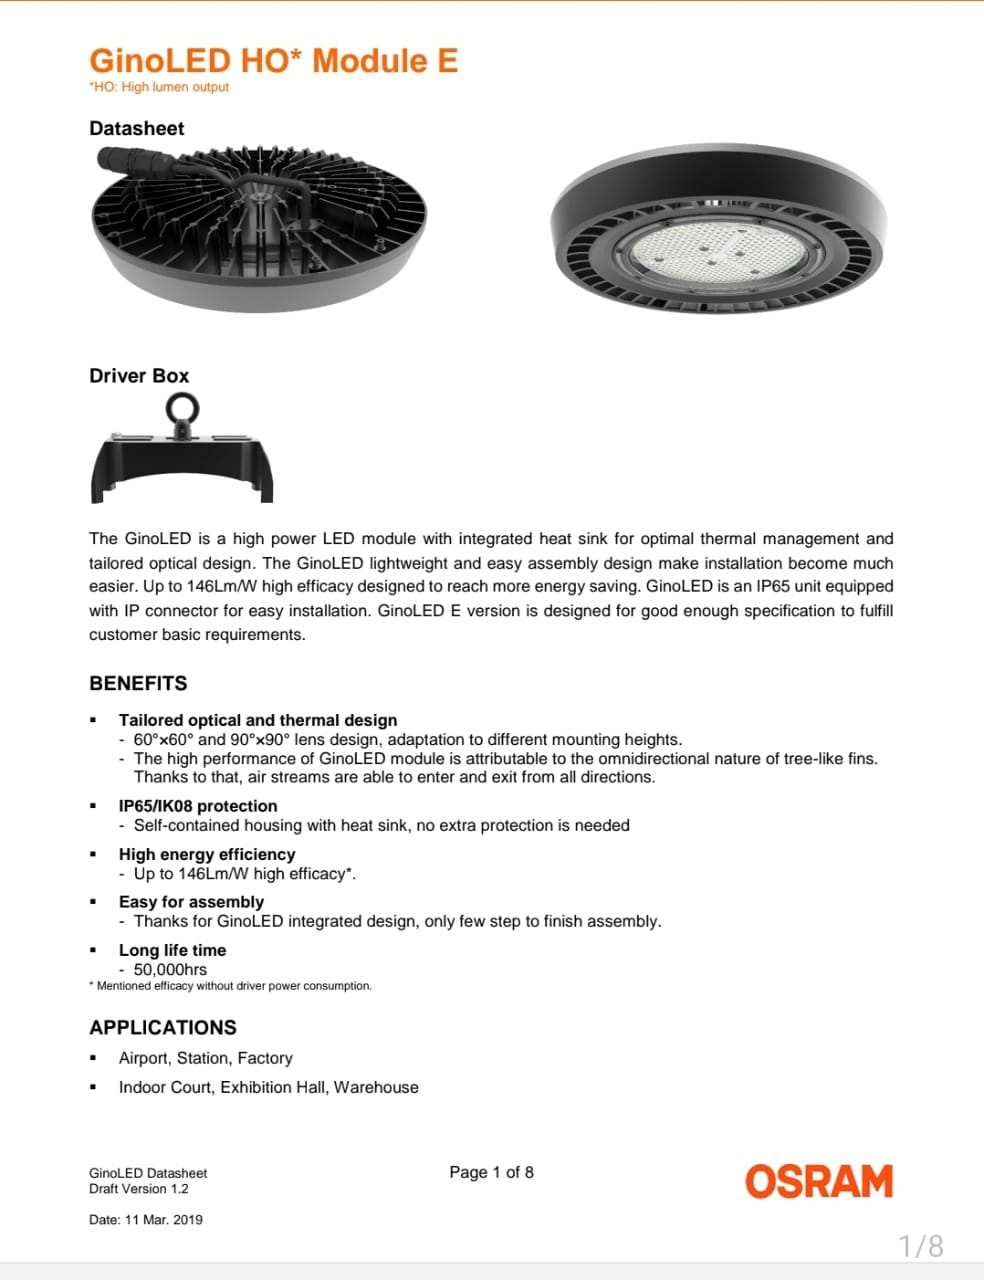 GinoLED HO* Module E
*HO: High lumen output
Datasheet
Driver Box
The GinoLED is a high power LED module with integrated heat sink for optimal thermal management and
tailored optical design. The GinoLED lightweight and easy assembly design make installation become much
easier. Up to 146Lm/W high efficacy designed to reach more energy saving. GinoLED is an IP65 unit equipped
with IP connector for easy installation. GinoLED E version is designed for good enough specification to fulfill
customer basic requirements.
BENEFITS
▪ Tailored optical and thermal design
- 60°×60° and 90°×90° lens design, adaptation to different mounting heights.
- The high performance of GinoLED module is attributable to the omnidirectional nature of tree-like fins.
Thanks to that, air streams are able to enter and exit from all directions.
▪ IP65/IK08 protection
- Self-contained housing with heat sink, no extra protection is needed
▪ High energy efficiency
- Up to 146Lm/W high efficacy*.
▪ Easy for assembly
- Thanks for GinoLED integrated design, only few step to finish assembly.
▪ Long life time
- 50,000hrs
* Mentioned efficacy without driver power consumption.
APPLICATIONS
▪ Airport, Station, Factory
▪ Indoor Court, Exhibition Hall, Warehouse
GinoLED Datasheet
Draft Version 1.2
Date: 11 Mar. 2019
Page 1 of 8
OSRAM
1/8